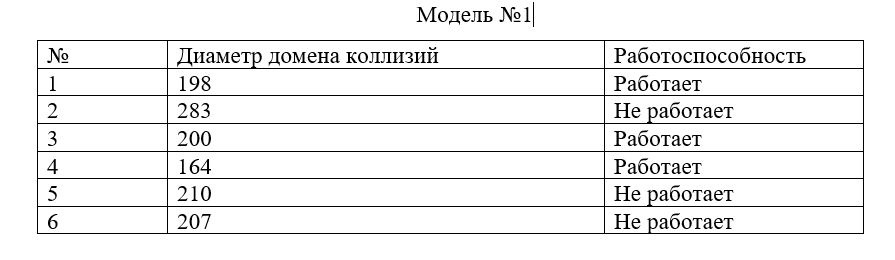 Модель №1
№ Диаметр домена коллизий Работоспособность
1 198 Работает
2 283 Не работает
3 200 Работает
4 164 Работает
5 210 Не работает
6 207 Не работает